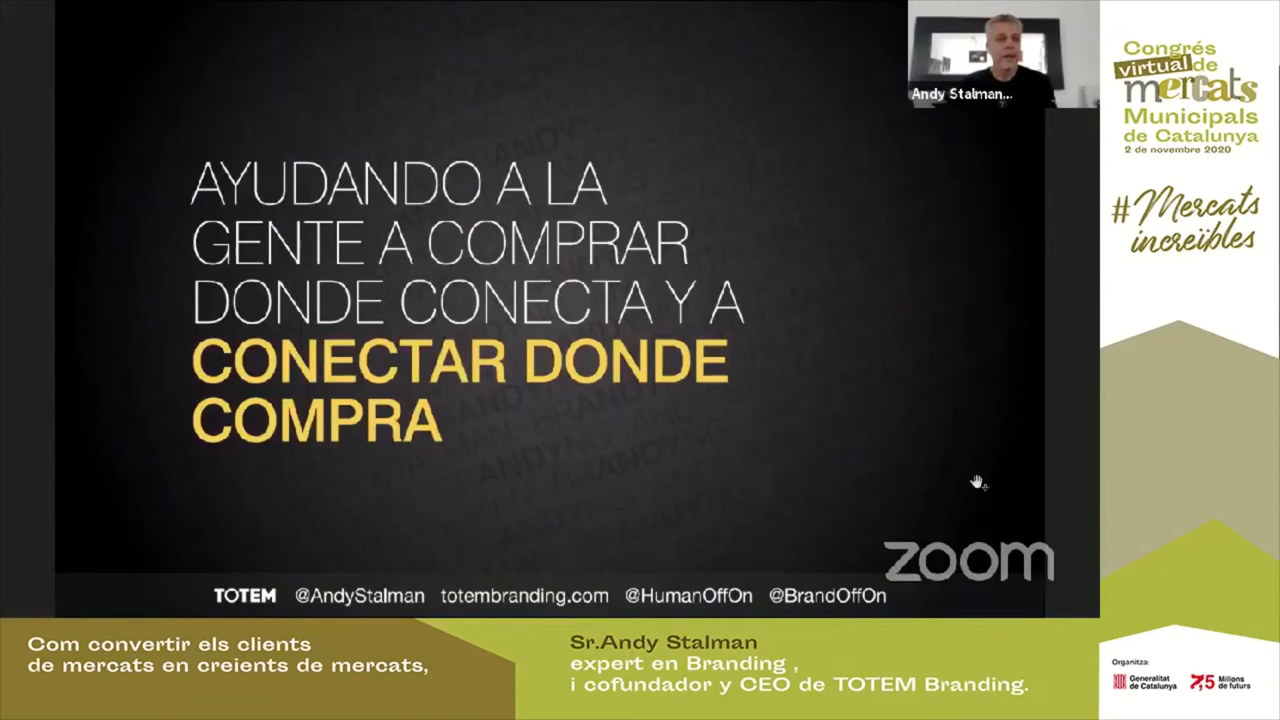 AYUDANDO A LA
GENTE A COMPRAR
DONDE CONECTA Y A
CONECTAR DONDE
COMPRA
Andy Stalman...
zoom
TOTEM @AndyStalman totembranding.com @HumanOffOn @BrandOffOn
Congrés
virtual de
mercats
Municipals
de Catalunya
2 de novembre 2020
#Mercats
increïbles
Com convertir els clients
de mercats en creients de mercats,
Sr.Andy Stalman
expert en Branding ,
i cofundador y CEO de TOTEM Branding.
Organitza:
Generalitat
de Catalunya
7,5 Milions
de futurs